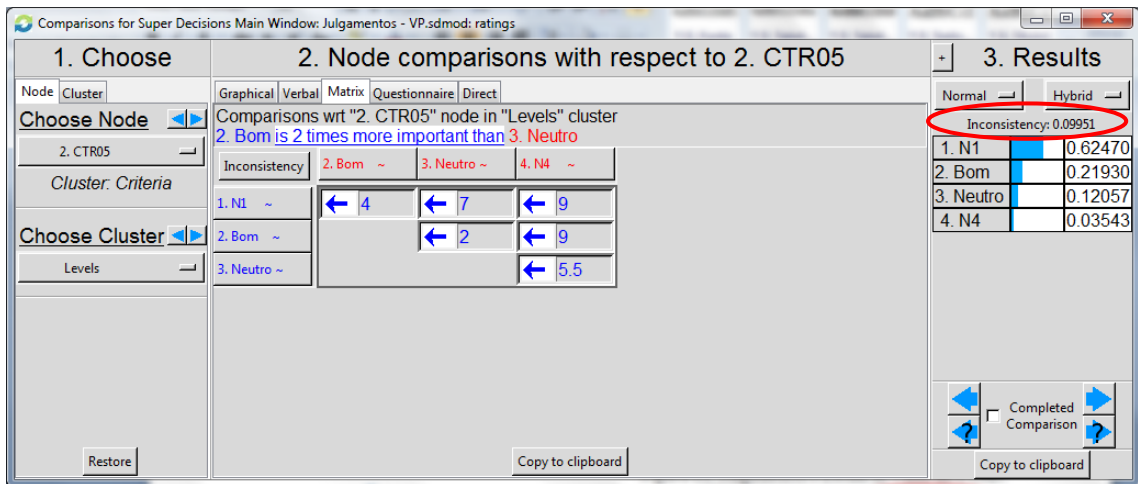 Comparisons for Super Decisions Main Window: Julgamentos - VP.sdmod: ratings
1. Choose
Node Cluster
Choose Node
2. CTR05
Cluster: Criteria
Choose Cluster
Levels
Restore
2. Node comparisons with respect to 2. CTR05
Graphical Verbal Matrix Questionnaire Direct
Comparisons wrt "2. CTR05" node in "Levels" cluster
2. Bom is 2 times more important than 3. Neutro
Inconsistency 2. Bom ~ 3. Neutro ~ 4. N4 ~
1. N1 ~ 4 7 9
2. Bom ~ 2 9
3. Neutro ~ 5.5
Copy to clipboard
+ 3. Results
Normal Hybrid
Inconsistency: 0.09951
1. N1 0.62470
2. Bom 0.21930
3. Neutro 0.12057
4. N4 0.03543
Completed
Comparison
? ?
Copy to clipboard